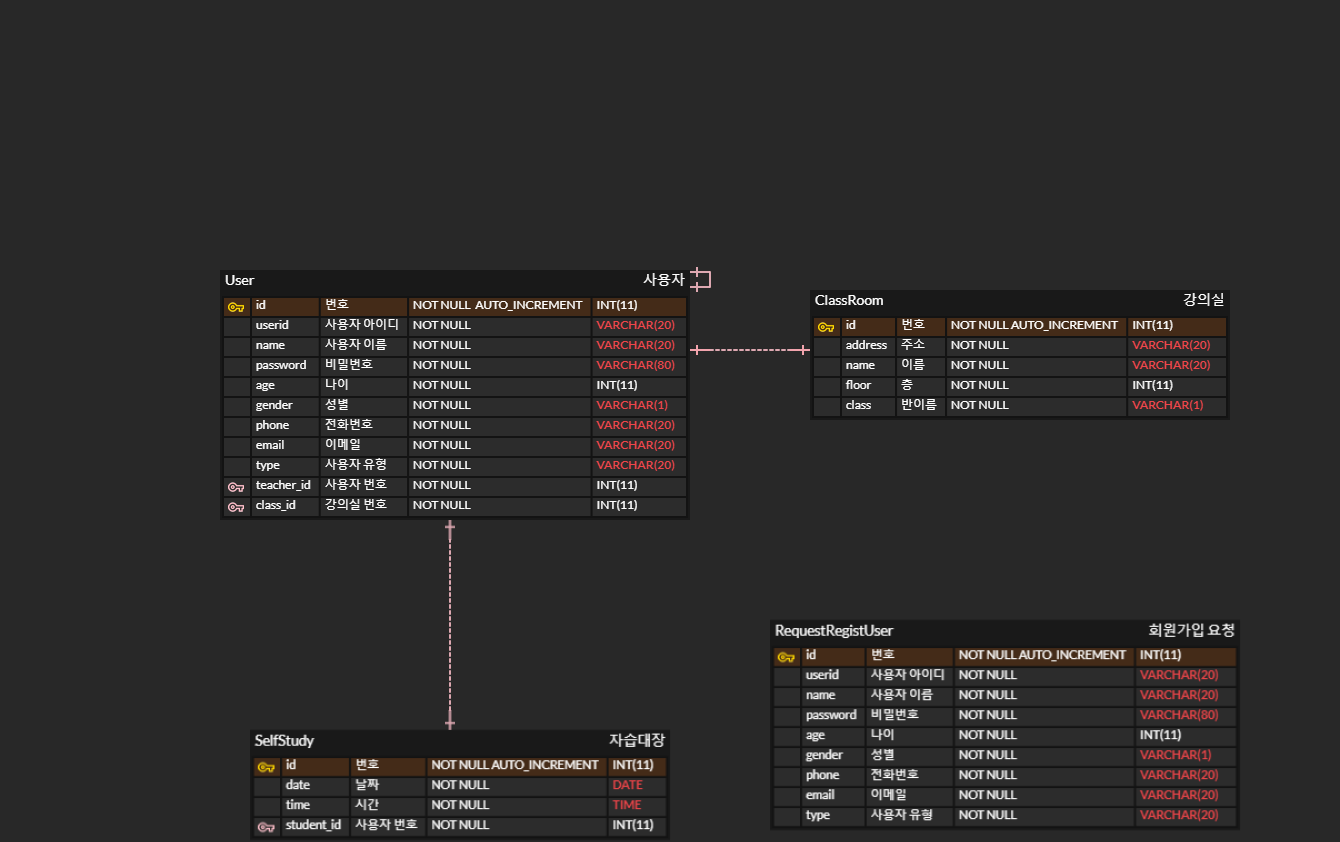 User 사용자
id 번호 NOT NULL AUTO_INCREMENT INT(11)
userid 사용자 아이디 NOT NULL VARCHAR(20)
name 사용자 이름 NOT NULL VARCHAR(20)
password 비밀번호 NOT NULL VARCHAR(80)
age 나이 NOT NULL INT(11)
gender 성별 NOT NULL VARCHAR(1)
phone 전화번호 NOT NULL VARCHAR(20)
email 이메일 NOT NULL VARCHAR(20)
type 사용자 유형 NOT NULL VARCHAR(20)
teacher_id 사용자 번호 NOT NULL INT(11)
class_id 강의실 번호 NOT NULL INT(11)
ClassRoom 강의실
id 번호 NOT NULL AUTO_INCREMENT INT(11)
address 주소 NOT NULL VARCHAR(20)
name 이름 NOT NULL VARCHAR(20)
floor 층 NOT NULL INT(11)
class 반이름 NOT NULL VARCHAR(1)
RequestRegistUser 회원가입 요청
id 번호 NOT NULL AUTO_INCREMENT INT(11)
userid 사용자 아이디 NOT NULL VARCHAR(20)
name 사용자 이름 NOT NULL VARCHAR(20)
password 비밀번호 NOT NULL VARCHAR(80)
age 나이 NOT NULL INT(11)
gender 성별 NOT NULL VARCHAR(1)
phone 전화번호 NOT NULL VARCHAR(20)
email 이메일 NOT NULL VARCHAR(20)
type 사용자 유형 NOT NULL VARCHAR(20)
SelfStudy 자습대장
id 번호 NOT NULL AUTO_INCREMENT INT(11)
date 날짜 NOT NULL DATE
time 시간 NOT NULL TIME
student_id 사용자 번호 NOT NULL INT(11)